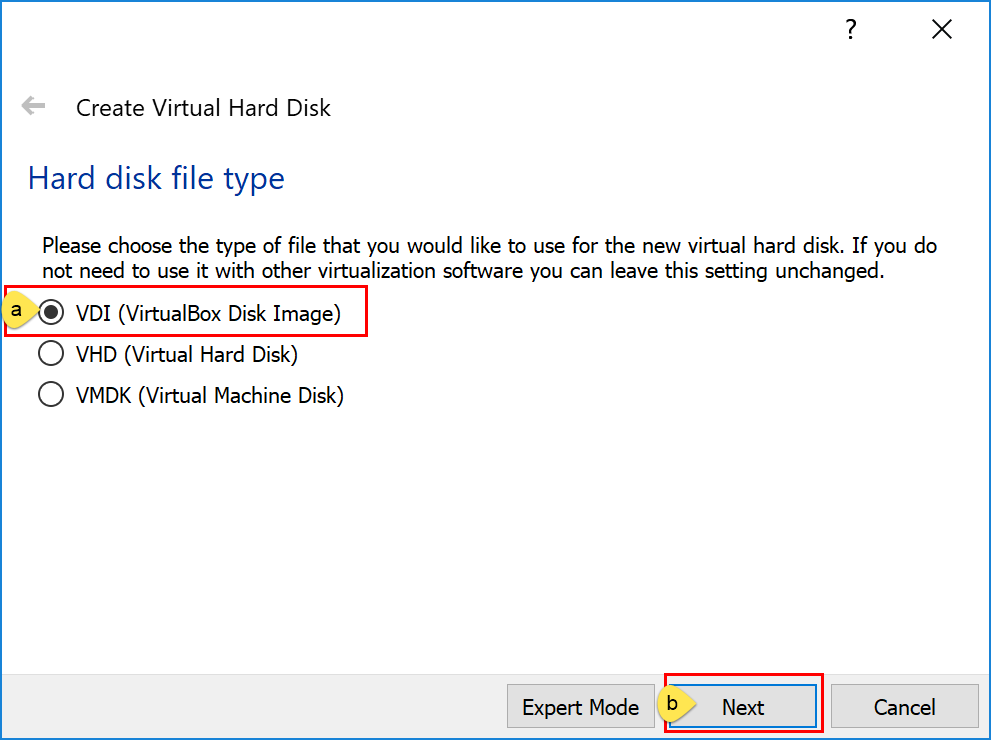 ?
Create Virtual Hard Disk
Hard disk file type
Please choose the type of file that you would like to use for the new virtual hard disk. If you do
not need to use it with other virtualization software you can leave this setting unchanged.
a VDI (VirtualBox Disk Image)
VHD (Virtual Hard Disk)
VMDK (Virtual Machine Disk)
Expert Mode b Next Cancel